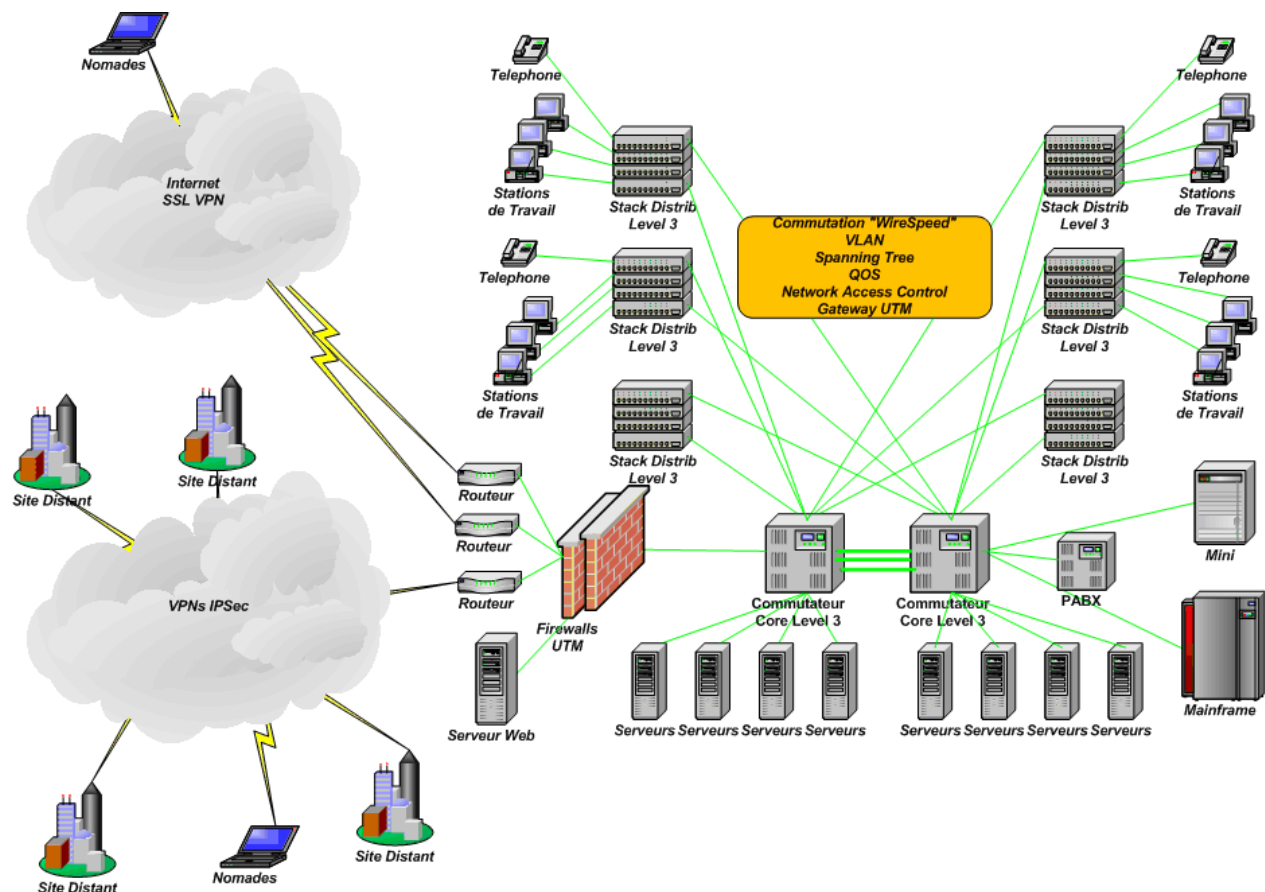 Nomades
Internet
SSL VPN
Telephone
Stations
de Travail
Stack Distrib
Level 3
Telephone
Stations
de Travail
Stack Distrib
Level 3
Commutation "WireSpeed"
VLAN
Spanning Tree
QOS
Network Access Control
Gateway UTM
Telephone
Stations
de Travail
Stack Distrib
Level 3
Telephone
Stations
de Travail
Stack Distrib
Level 3
Stack Distrib
Level 3
Stack Distrib
Level 3
Site Distant
Site Distant
Routeur
Routeur
Routeur
VPNs IPSec
Firewalls
UTM
Serveur Web
Commutateur
Core Level 3
Commutateur
Core Level 3
PABX
Mini
Mainframe
Serveurs
Serveurs
Serveurs
Serveurs
Serveurs
Serveurs
Serveurs
Serveurs
Site Distant
Nomades
Site Distant